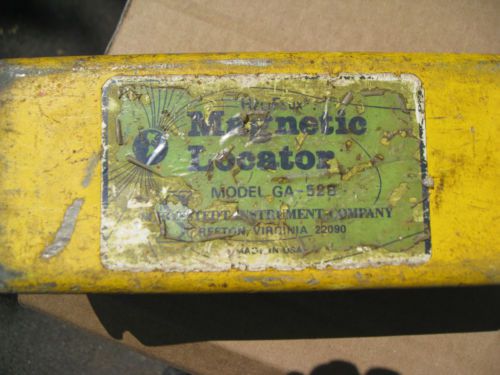 Magnetic
Locator
MODEL GA-52B
INSTRUMENT COMPANY
RESTON, VIRGINIA 22090
MADE IN USA